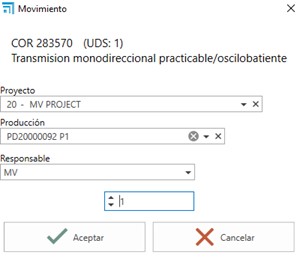 Movimiento
COR 283570 (UDS: 1)
Transmision monodireccional practicable/oscilobatiente
Proyecto
20 - MV PROJECT
Producción
PD20000092 P1
Responsable
MV
1
Aceptar
Cancelar